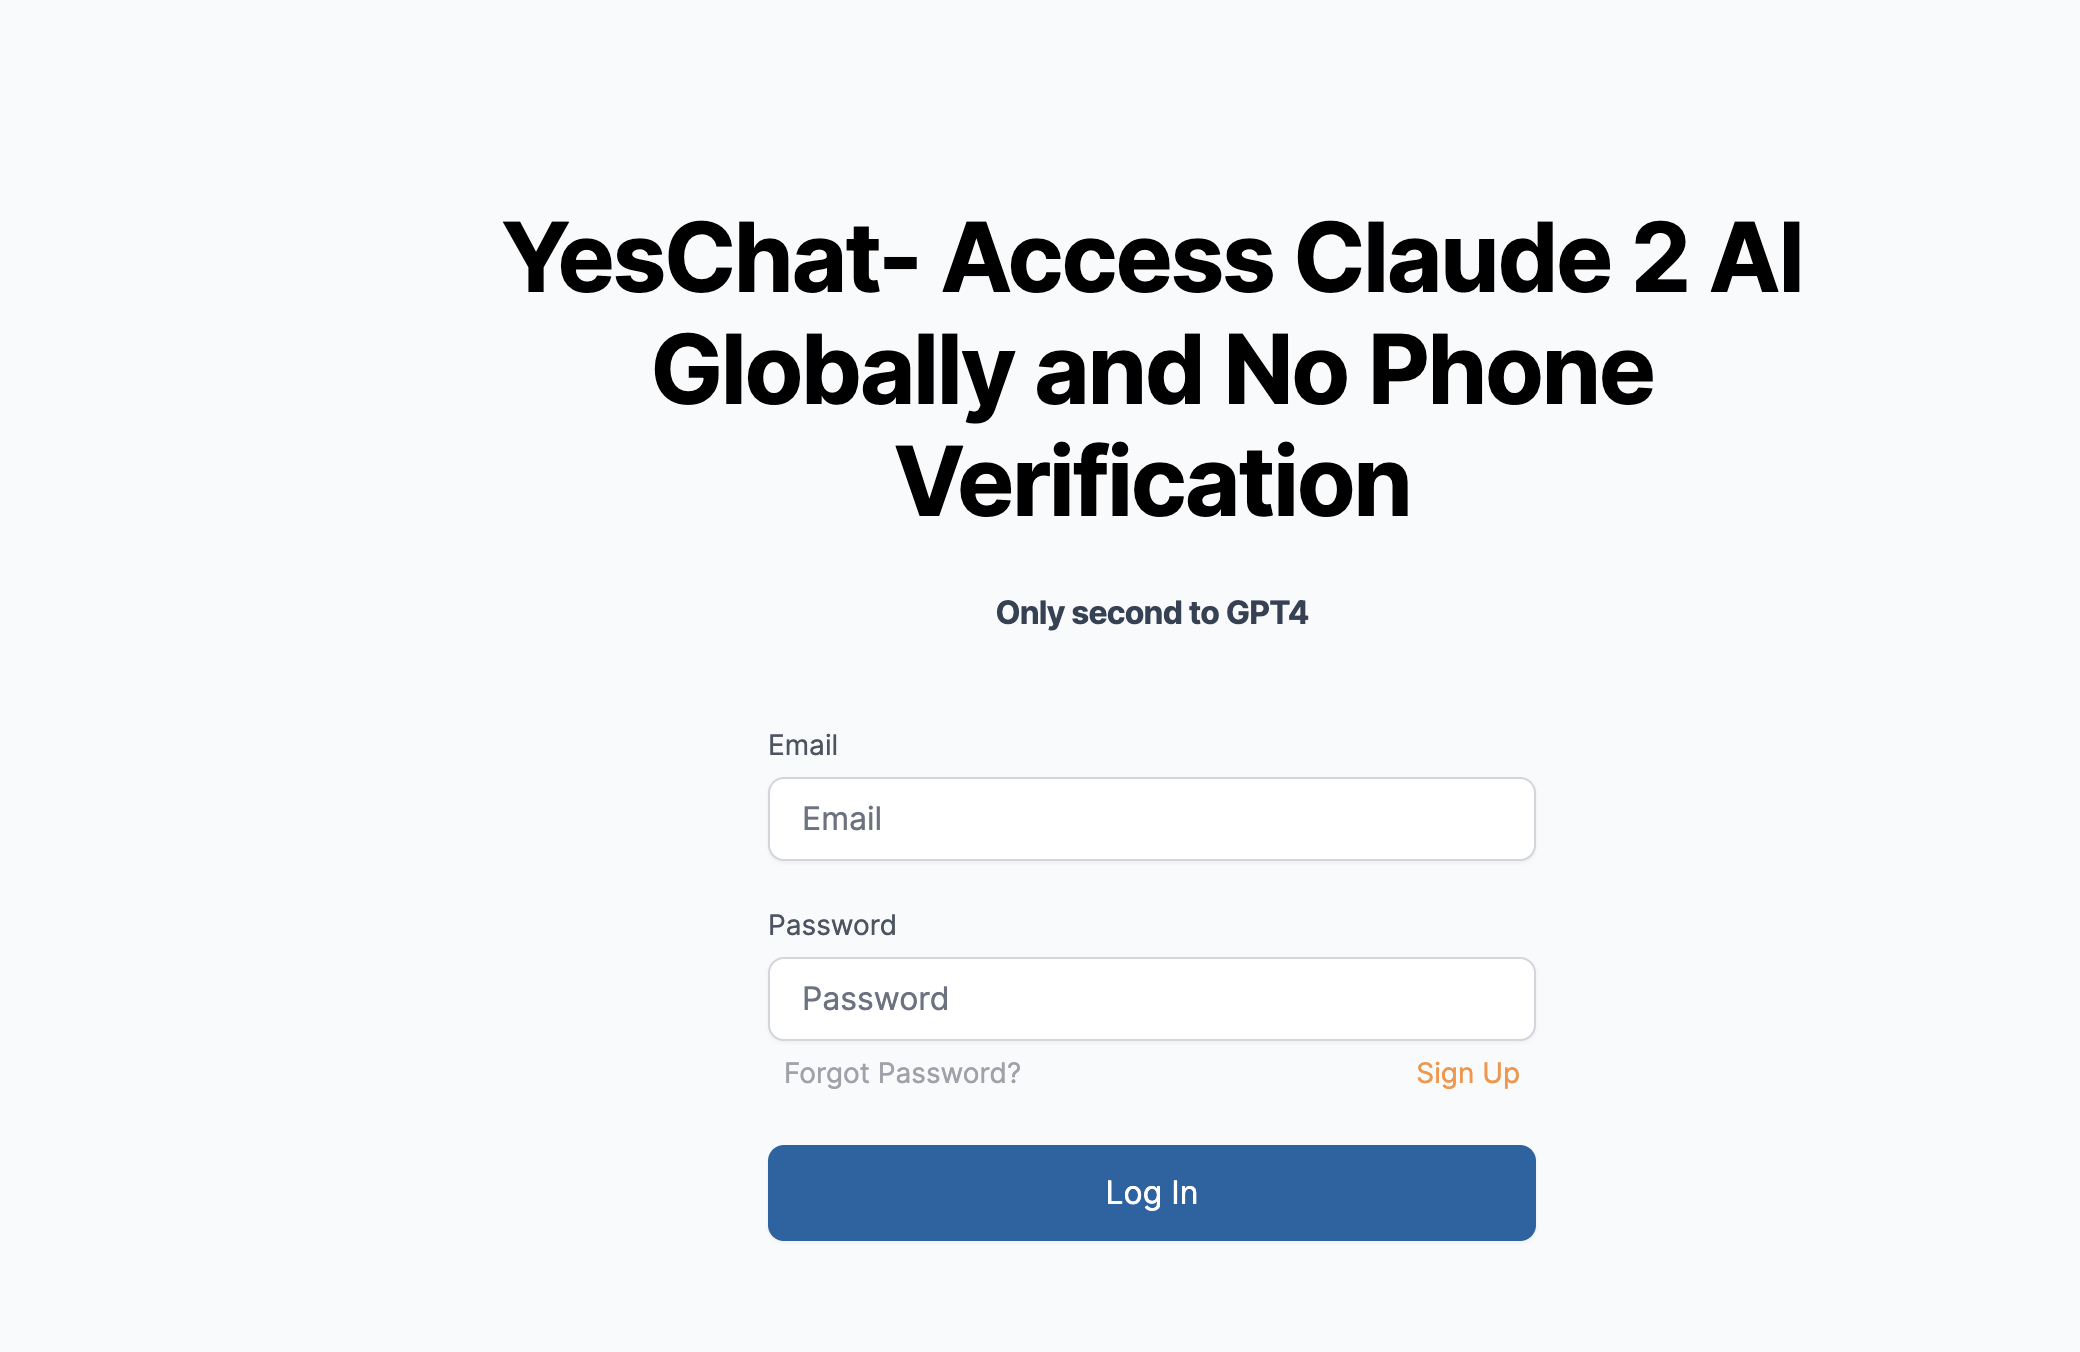 YesChat- Access Claude 2 AI
Globally and No Phone
Verification
Only second to GPT4
Email
Email
Password
Password
Forgot Password?
Sign Up
Log In